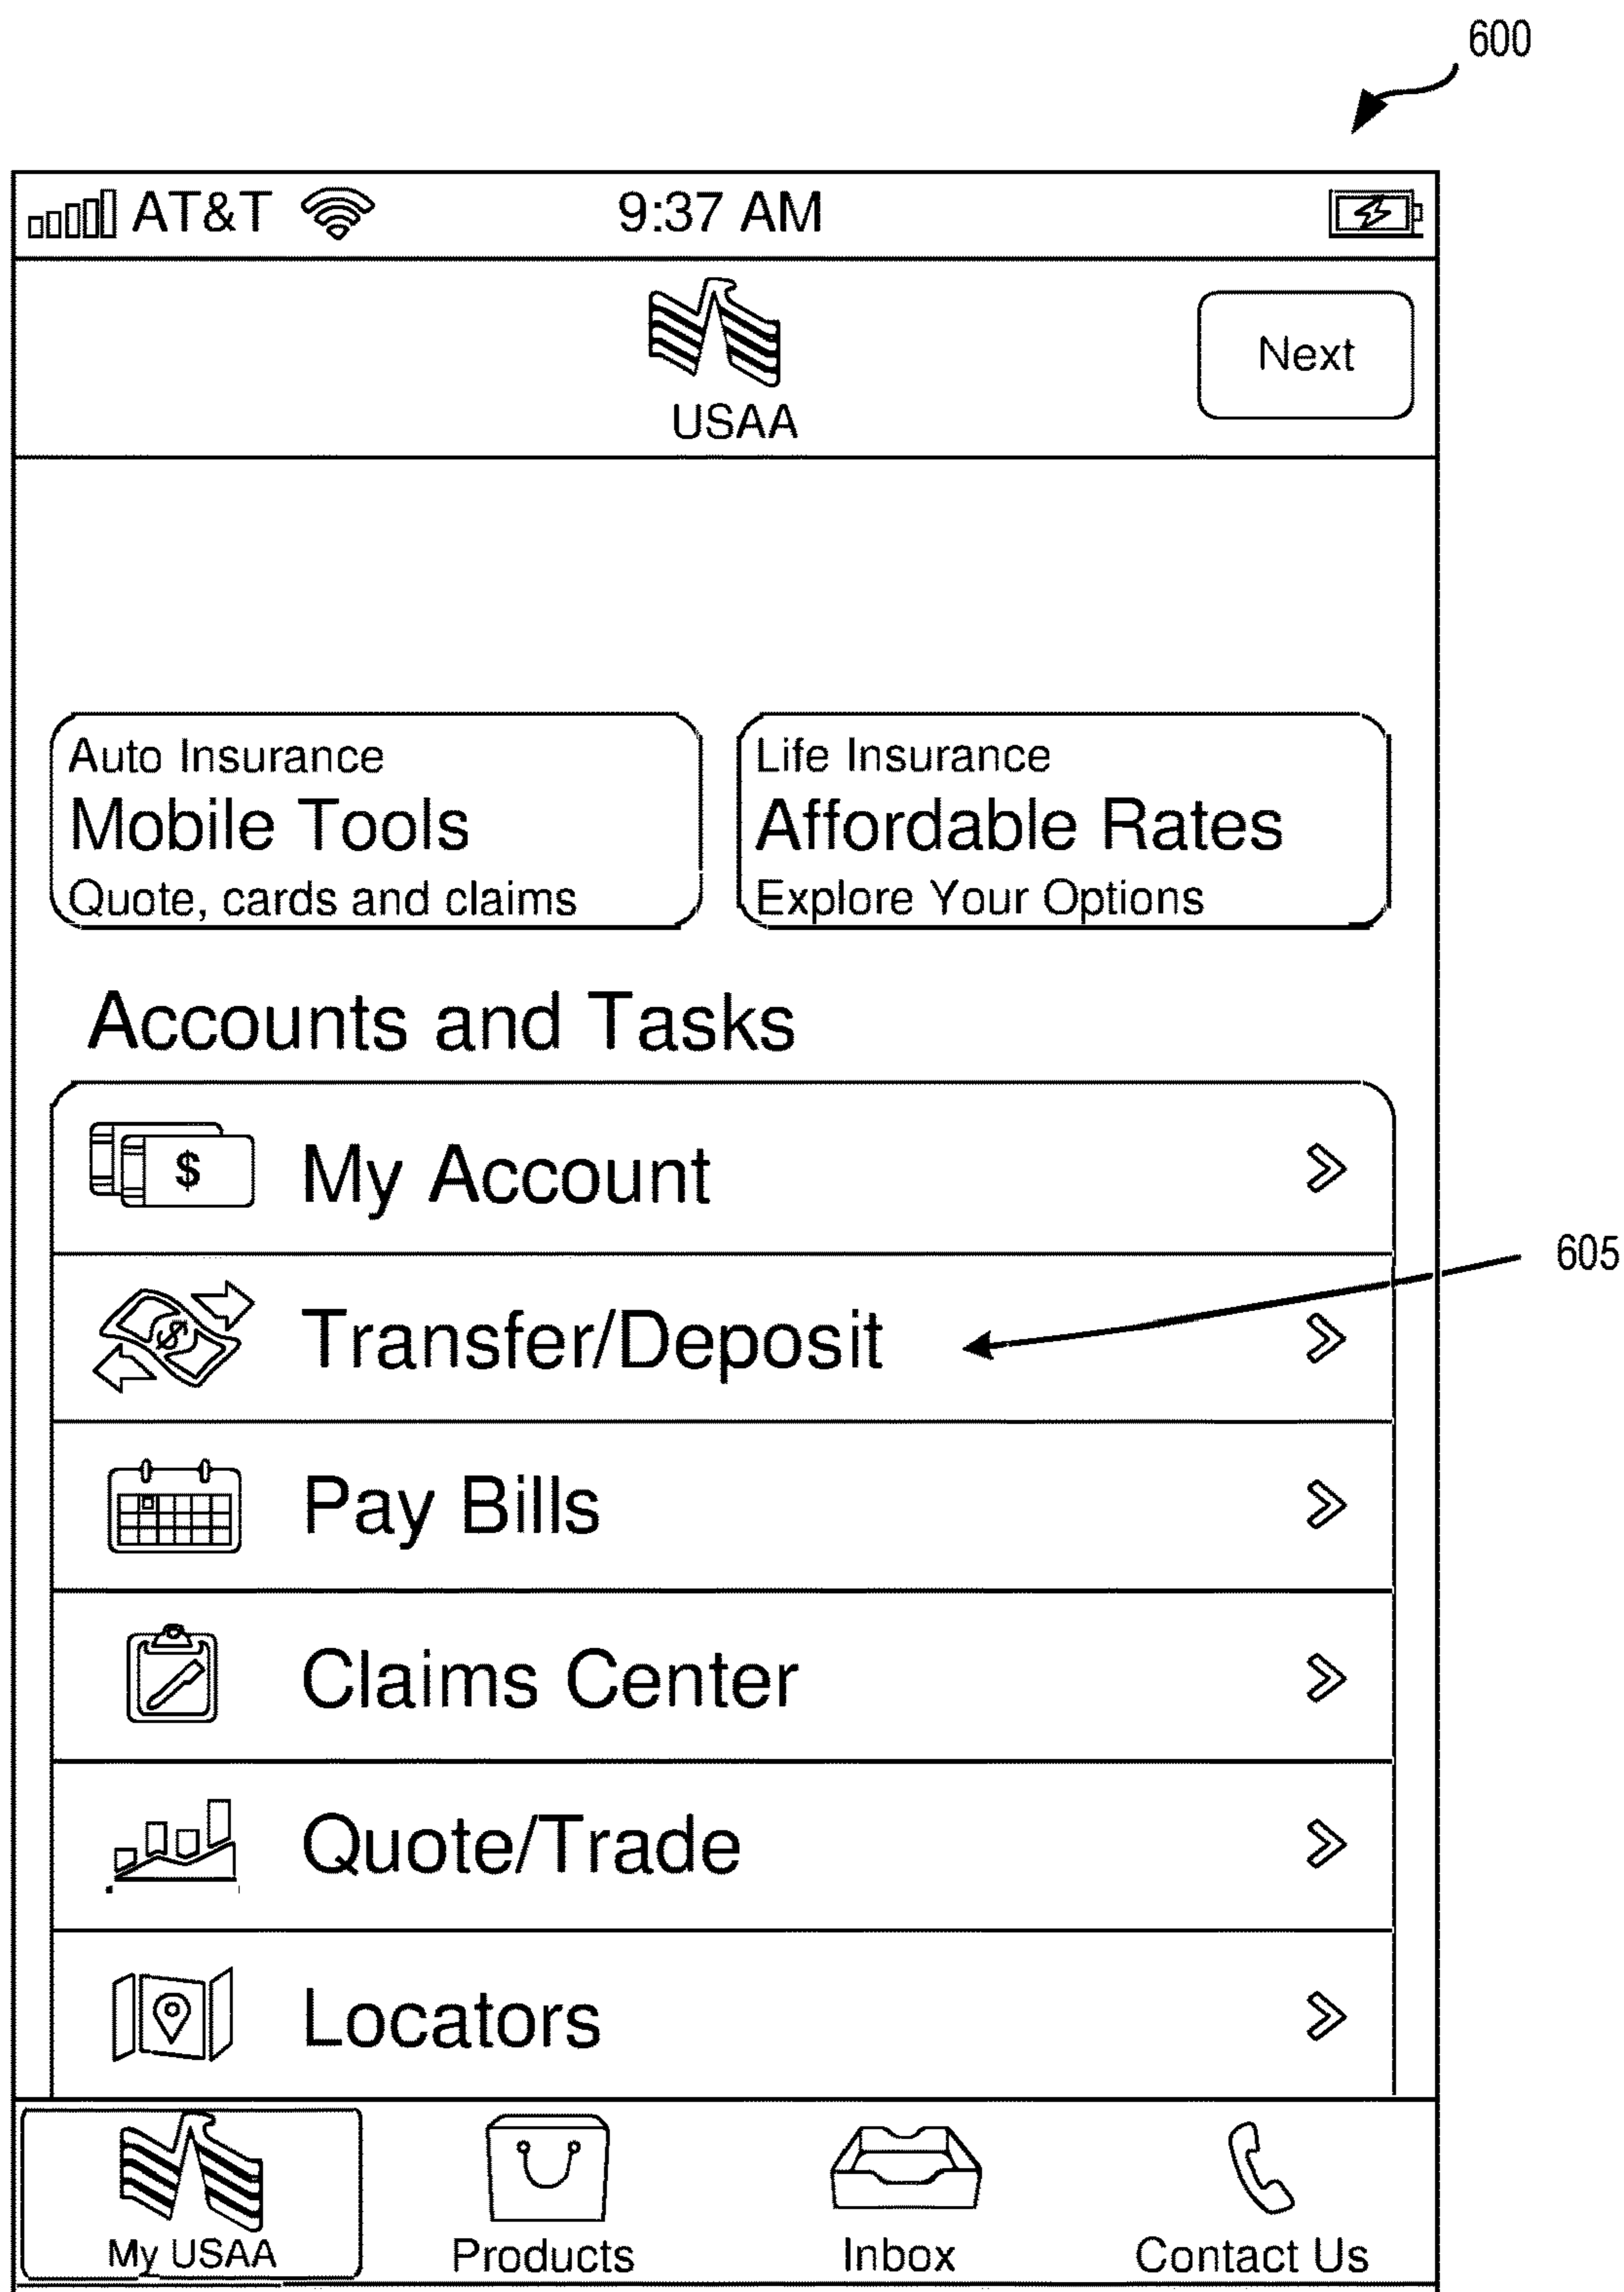 600
AT&T 9:37 AM
Next
USAA
Auto Insurance
Mobile Tools
Quote, cards and claims
Life Insurance
Affordable Rates
Explore Your Options
Accounts and Tasks
$ My Account
605
$ Transfer/Deposit
Pay Bills
Claims Center
Quote/Trade
Locators
My USAA Products Inbox Contact Us